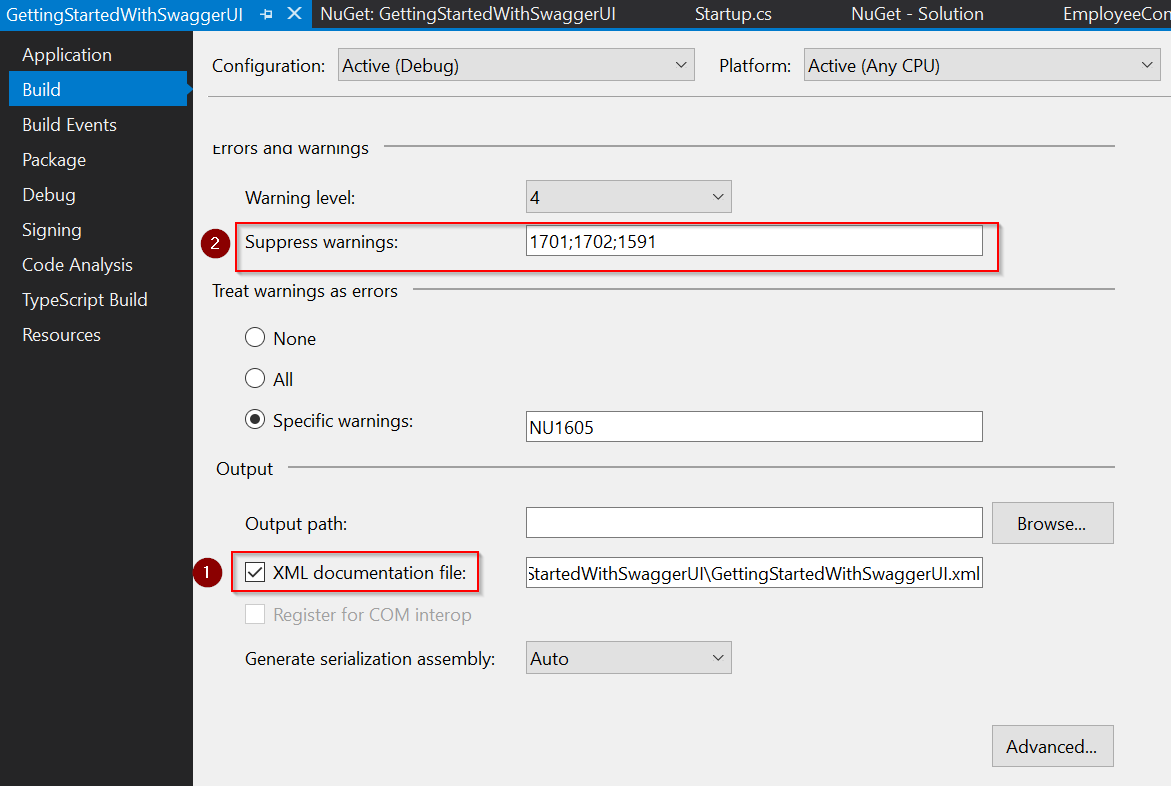 GettingStartedWithSwaggerUI NuGet: GettingStartedWithSwaggerUI Startup.cs NuGet - Solution EmployeeCon
Application
Build
Build Events
Package
Debug
Signing
Code Analysis
TypeScript Build
Resources
Configuration: Active (Debug) Platform: Active (Any CPU)
Errors and warnings
Warning level: 4
2 Suppress warnings: 1701;1702;1591
Treat warnings as errors
None
All
Specific warnings: NU1605
Output
Output path: Browse...
1 XML documentation file: StartedWithSwaggerUI\GettingStartedWithSwaggerUI.xml
Register for COM interop
Generate serialization assembly: Auto
Advanced...